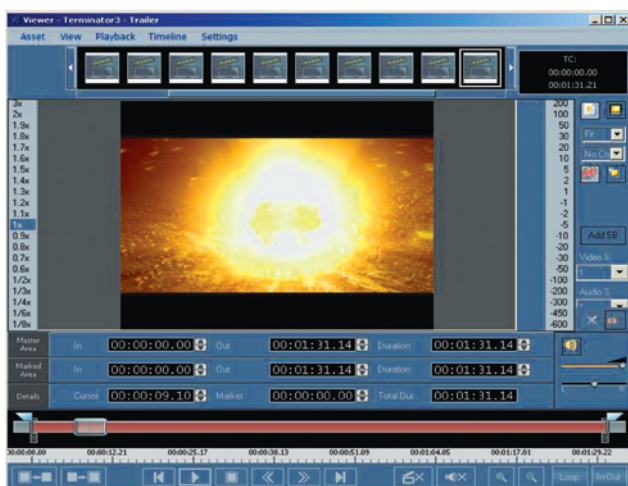 Viewer - Terminator3 - Trailer
Asset View Playback Timeline Settings
TC:
00:00:00.00
00:01:31.21
3x
2x
1.9x
1.8x
1.7x
1.6x
1.5x
1.4x
1.3x
1.2x
1.1x
1x
0.9x
0.8x
0.7x
0.6x
1/2x
1/3x
1/4x
1/6x
1/8x
200
100
50
30
20
10
5
2
1
-1
-2
-5
-10
-20
-30
-50
-100
-200
-300
-450
-600
Fit
No
Add SB
Video S
1
Audio S
Master Area In 00:00:00.00 Out 00:01:31.14 Duration 00:01:31.14
Marked Area In 00:00:00.00 Out 00:01:31.14 Duration 00:01:31.14
Details Cursor 00:00:09.10 Marker 00:00:00.00 Total Dur 00:01:31.14
00:00:00.00 00:00:12.21 00:00:25.17 00:00:38.13 00:00:51.09 00:01:04.05 00:01:17.01 00:01:29.22
Loop In-Out